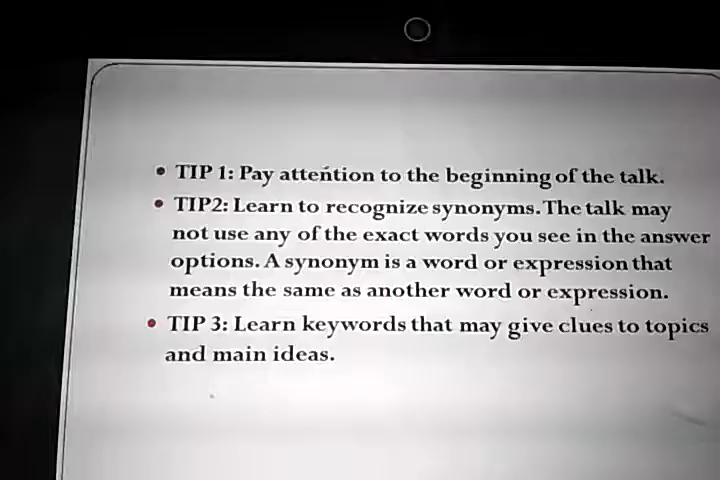 • TIP 1: Pay attention to the beginning of the talk.
• TIP2: Learn to recognize synonyms. The talk may
not use any of the exact words you see in the answer
options. A synonym is a word or expression that
means the same as another word or expression.
• TIP 3: Learn keywords that may give clues to topics
and main ideas.